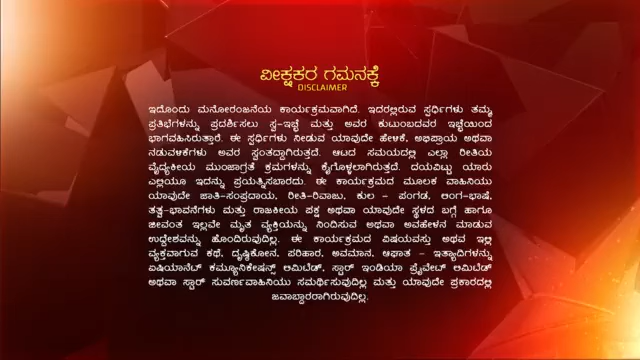 ವೀಕ್ಷಕರ ಗಮನಕ್ಕೆ
DISCLAIMER
ಇದೊಂದು ಮನೋರಂಜನೆಯ ಕಾರ್ಯಕ್ರಮವಾಗಿದೆ. ಇದರಲ್ಲಿರುವ ಸ್ಪರ್ಧಿಗಳು ತಮ್ಮ
ಪ್ರತಿಭೆಗಳನ್ನು ಪ್ರದರ್ಶಿಸಲು ಸ್ವ-ಇಚ್ಛೆ ಮತ್ತು ಅವರ ಕುಟುಂಬದವರ ಇಚ್ಛೆಯಿಂದ
ಭಾಗವಹಿಸಿರುತ್ತಾರೆ. ಈ ಸ್ಪರ್ಧಿಗಳು ನೀಡುವ ಯಾವುದೇ ಹೇಳಿಕೆ, ಅಭಿಪ್ರಾಯ ಅಥವಾ
ನಡುವಳಿಕೆಗಳು ಅವರ ಸ್ವಂತದ್ದಾಗಿರುತ್ತದೆ. ಆಟದ ಸಮಯದಲ್ಲಿ ಎಲ್ಲಾ ರೀತಿಯ
ವೈದ್ಯಕೀಯ ಮುಂಜಾಗ್ರತೆ ಕ್ರಮಗಳನ್ನು ಕೈಗೊಳ್ಳಲಾಗಿರುತ್ತದೆ. ದಯವಿಟ್ಟು ಯಾರು
ಎಲ್ಲಿಯೂ ಇದನ್ನು ಪ್ರಯತ್ನಿಸಬಾರದು. ಈ ಕಾರ್ಯಕ್ರಮದ ಮೂಲಕ ವಾಹಿನಿಯು
ಯಾವುದೇ ಜಾತಿ-ಸಂಪ್ರದಾಯ, ರೀತಿ-ರಿವಾಜು, ಕುಲ - ಪಂಗಡ, ಲಿಂಗ-ಭಾಷೆ,
ತತ್ವ-ಭಾವನೆಗಳು ಮತ್ತು ರಾಜಕೀಯ ಪಕ್ಷ ಅಥವಾ ಯಾವುದೇ ಸ್ಥಳದ ಬಗ್ಗೆ ಹಾಗೂ
ಜೀವಂತ ಇಲ್ಲವೇ ಮೃತ ವ್ಯಕ್ತಿಯನ್ನು ನಿಂದಿಸುವ ಅಥವಾ ಅವಹೇಳನ ಮಾಡುವ
ಉದ್ದೇಶವನ್ನು ಹೊಂದಿರುವುದಿಲ್ಲ. ಈ ಕಾರ್ಯಕ್ರಮದ ವಿಷಯವಸ್ತು ಅಥವ ಇಲ್ಲಿ
ವ್ಯಕ್ತವಾಗುವ ಕಥೆ, ದೃಷ್ಠಿಕೋನ, ಪರಿಹಾರ, ಅವಮಾನ, ಆಘಾತ - ಇತ್ಯಾದಿಗಳನ್ನು
ಏಷಿಯಾನೆಟ್ ಕಮ್ಯೂನಿಕೇಷನ್ಸ್ ಲಿಮಿಟೆಡ್, ಸ್ಟಾರ್ ಇಂಡಿಯಾ ಪ್ರೈವೇಟ್ ಲಿಮಿಟೆಡ್
ಅಥವಾ ಸ್ಟಾರ್ ಸುವರ್ಣವಾಹಿನಿಯು ಸಮರ್ಥಿಸುವುದಿಲ್ಲ ಮತ್ತು ಯಾವುದೇ ಪ್ರಕಾರದಲ್ಲಿ
ಜವಾಬ್ದಾರರಾಗಿರುವುದಿಲ್ಲ.